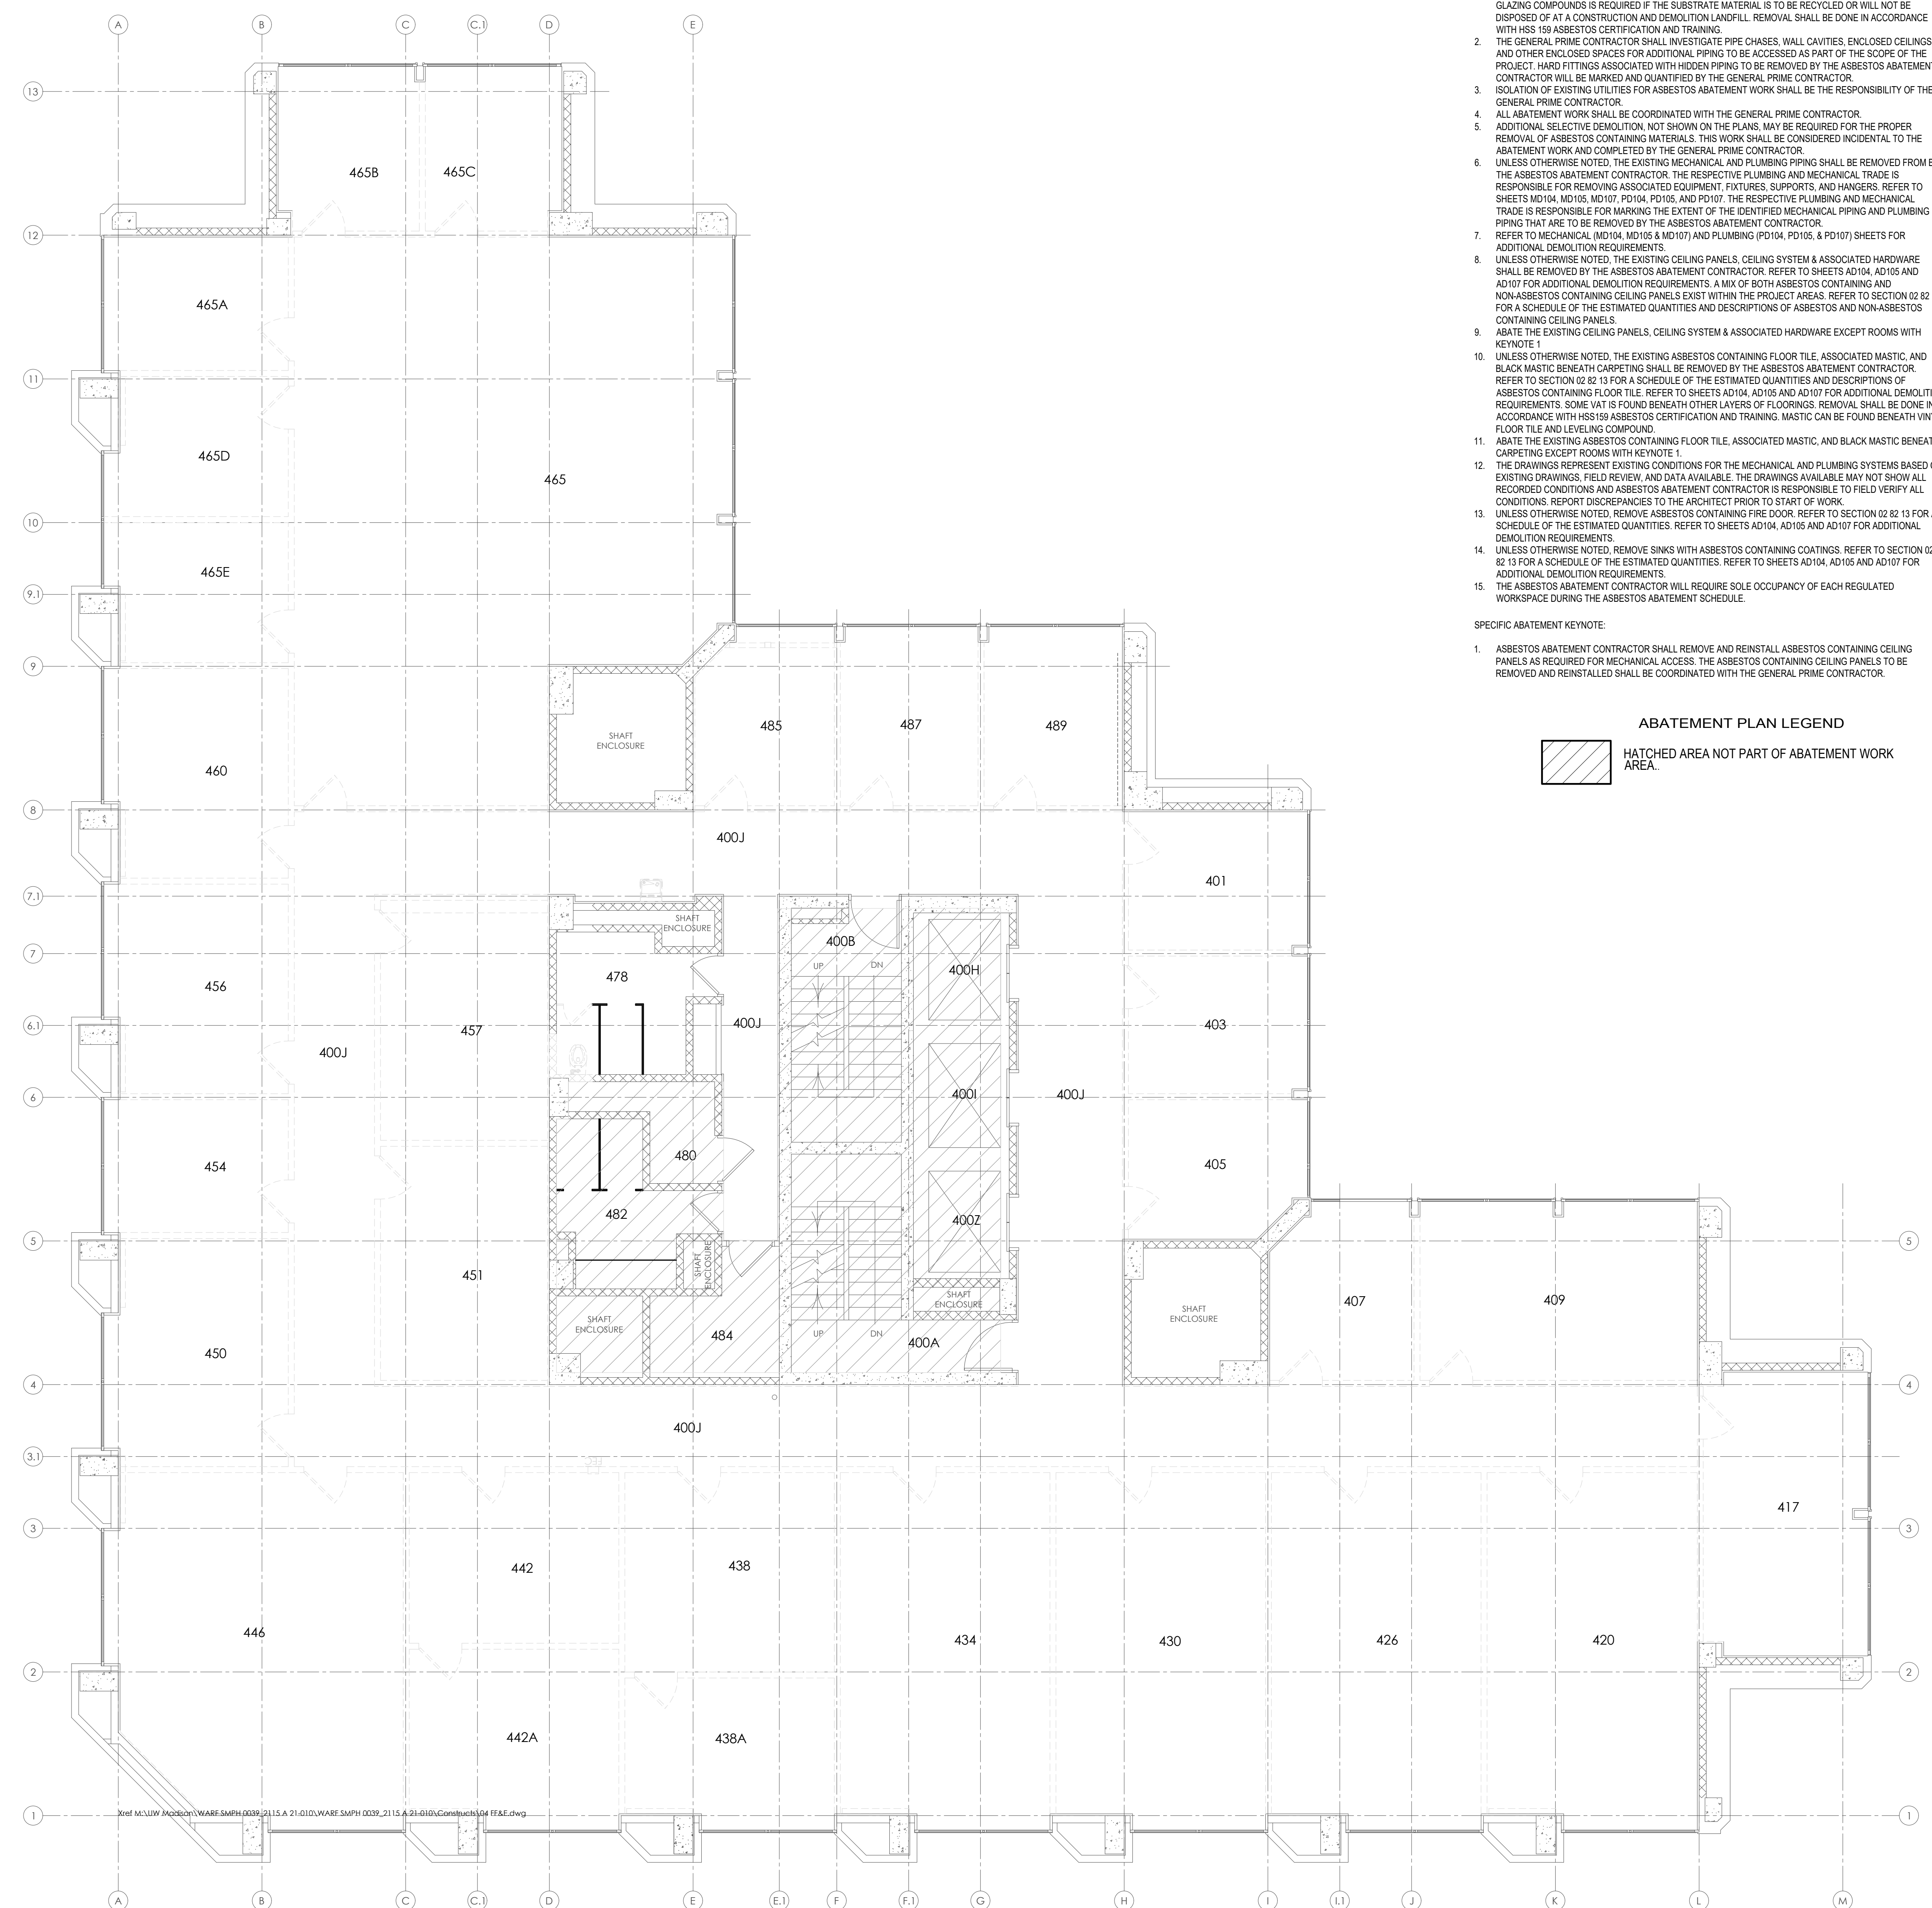 A
B
C
C.1
D
E
GLAZING COMPOUNDS IS REQUIRED IF THE SUBSTRATE MATERIAL IS TO BE RECYCLED OR WILL NOT BE
DISPOSED OF AT A CONSTRUCTION AND DEMOLITION LANDFILL. REMOVAL SHALL BE DONE IN ACCORDANCE
WITH HSS 159 ASBESTOS CERTIFICATION AND TRAINING.
2. THE GENERAL PRIME CONTRACTOR SHALL INVESTIGATE PIPE CHASES, WALL CAVITIES, ENCLOSED CEILINGS
AND OTHER ENCLOSED SPACES FOR ADDITIONAL PIPING TO BE ACCESSED AS PART OF THE SCOPE OF THE
PROJECT. HARD FITTINGS ASSOCIATED WITH HIDDEN PIPING TO BE REMOVED BY THE ASBESTOS ABATEMENT
CONTRACTOR WILL BE MARKED AND QUANTIFIED BY THE GENERAL PRIME CONTRACTOR.
3. ISOLATION OF EXISTING UTILITIES FOR ASBESTOS ABATEMENT WORK SHALL BE THE RESPONSIBILITY OF THE
GENERAL PRIME CONTRACTOR.
4. ALL ABATEMENT WORK SHALL BE COORDINATED WITH THE GENERAL PRIME CONTRACTOR.
5. ADDITIONAL SELECTIVE DEMOLITION, NOT SHOWN ON THE PLANS, MAY BE REQUIRED FOR THE PROPER
REMOVAL OF ASBESTOS CONTAINING MATERIALS. THIS WORK SHALL BE CONSIDERED INCIDENTAL TO THE
ABATEMENT WORK AND COMPLETED BY THE GENERAL PRIME CONTRACTOR.
6. UNLESS OTHERWISE NOTED, THE EXISTING MECHANICAL AND PLUMBING PIPING SHALL BE REMOVED FROM
THE ASBESTOS ABATEMENT CONTRACTOR. THE RESPECTIVE PLUMBING AND MECHANICAL TRADE IS
RESPONSIBLE FOR REMOVING ASSOCIATED EQUIPMENT, FIXTURES, SUPPORTS, AND HANGERS. REFER TO
SHEETS MD104, MD105, MD107, PD104, PD105, AND PD107. THE RESPECTIVE PLUMBING AND MECHANICAL
TRADE IS RESPONSIBLE FOR MARKING THE EXTENT OF THE IDENTIFIED MECHANICAL PIPING AND PLUMBING
PIPING THAT ARE TO BE REMOVED BY THE ASBESTOS ABATEMENT CONTRACTOR.
7. REFER TO MECHANICAL (MD104, MD105 & MD107) AND PLUMBING (PD104, PD105, & PD107) SHEETS FOR
ADDITIONAL DEMOLITION REQUIREMENTS.
8. UNLESS OTHERWISE NOTED, THE EXISTING CEILING PANELS, CEILING SYSTEM & ASSOCIATED HARDWARE
SHALL BE REMOVED BY THE ASBESTOS ABATEMENT CONTRACTOR. REFER TO SHEETS AD104, AD105 AND
AD107 FOR ADDITIONAL DEMOLITION REQUIREMENTS. A MIX OF BOTH ASBESTOS CONTAINING AND
NON-ASBESTOS CONTAINING CEILING PANELS EXIST WITHIN THE PROJECT AREAS. REFER TO SECTION 02 82
FOR A SCHEDULE OF THE ESTIMATED QUANTITIES AND DESCRIPTIONS OF ASBESTOS AND NON-ASBESTOS
CONTAINING CEILING PANELS.
9. ABATE THE EXISTING CEILING PANELS, CEILING SYSTEM & ASSOCIATED HARDWARE EXCEPT ROOMS WITH
KEYNOTE 1
10. UNLESS OTHERWISE NOTED, THE EXISTING ASBESTOS CONTAINING FLOOR TILE, ASSOCIATED MASTIC, AND
BLACK MASTIC BENEATH CARPETING SHALL BE REMOVED BY THE ASBESTOS ABATEMENT CONTRACTOR.
REFER TO SECTION 02 82 13 FOR A SCHEDULE OF THE ESTIMATED QUANTITIES AND DESCRIPTIONS OF
ASBESTOS CONTAINING FLOOR TILE. REFER TO SHEETS AD104, AD105 AND AD107 FOR ADDITIONAL DEMOLITI
REQUIREMENTS. SOME VAT IS FOUND BENEATH OTHER LAYERS OF FLOORINGS. REMOVAL SHALL BE DONE IN
ACCORDANCE WITH HSS159 ASBESTOS CERTIFICATION AND TRAINING. MASTIC CAN BE FOUND BENEATH
FLOOR TILE AND LEVELING COMPOUND.
11. ABATE THE EXISTING ASBESTOS CONTAINING FLOOR TILE, ASSOCIATED MASTIC, AND BLACK MASTIC BENEAT
CARPETING EXCEPT ROOMS WITH KEYNOTE 1.
12. THE DRAWINGS REPRESENT EXISTING CONDITIONS FOR THE MECHANICAL AND PLUMBING SYSTEMS BASED
EXISTING DRAWINGS, FIELD REVIEW, AND DATA AVAILABLE. THE DRAWINGS AVAILABLE MAY NOT SHOW ALL
RECORDED CONDITIONS AND ASBESTOS ABATEMENT CONTRACTOR IS RESPONSIBLE TO FIELD VERIFY ALL
CONDITIONS. REPORT DISCREPANCIES TO THE ARCHITECT PRIOR TO START OF WORK.
13. UNLESS OTHERWISE NOTED, REMOVE ASBESTOS CONTAINING FIRE DOOR. REFER TO SECTION 02 82 13 FOR
SCHEDULE OF THE ESTIMATED QUANTITIES. REFER TO SHEETS AD104, AD105 AND AD107 FOR ADDITIONAL
DEMOLITION REQUIREMENTS.
14. UNLESS OTHERWISE NOTED, REMOVE SINKS WITH ASBESTOS CONTAINING COATINGS. REFER TO SECTION 02
82 13 FOR A SCHEDULE OF THE ESTIMATED QUANTITIES. REFER TO SHEETS AD104, AD105 AND AD107 FOR
ADDITIONAL DEMOLITION REQUIREMENTS.
15. THE ASBESTOS ABATEMENT CONTRACTOR WILL REQUIRE SOLE OCCUPANCY OF EACH REGULATED
WORKSPACE DURING THE ASBESTOS ABATEMENT SCHEDULE.
SPECIFIC ABATEMENT KEYNOTE:
1. ASBESTOS ABATEMENT CONTRACTOR SHALL REMOVE AND REINSTALL ASBESTOS CONTAINING CEILING
PANELS AS REQUIRED FOR MECHANICAL ACCESS. THE ASBESTOS CONTAINING CEILING PANELS TO BE
REMOVED AND REINSTALLED SHALL BE COORDINATED WITH THE GENERAL PRIME CONTRACTOR.
ABATEMENT PLAN LEGEND
HATCHED AREA NOT PART OF ABATEMENT WORK
AREA..
13
465B
465C
12
465A
11
465D
465
10
465E
9.1
9
485
487
489
SHAFT
ENCLOSURE
460
8
400J
401
7.1
SHAFT
ENCLOSURE
400B
7
UP
DN
400H
478
456
6.1
457
400J
403
400J
6
400I
400J
480
405
454
482
400Z
5
5
SHAFT
ENCLOSURE
451
SHAFT
ENCLOSURE
407
409
SHAFT
ENCLOSURE
SHAFT
ENCLOSURE
484
UP
DN
400A
450
4
4
400J
3.1
417
3
3
442
438
446
434
430
426
420
2
2
442A
438A
1
Xref M:\UW Madison\WARF SMPH 0039_2115 A 21-010\WARF SMPH 0039_2115 A 21-010\Constructs\04 FF&E.dwg
1
A
B
C
C.1
D
E
E.1
F
F.1
G
H
I
I.1
J
K
L
M